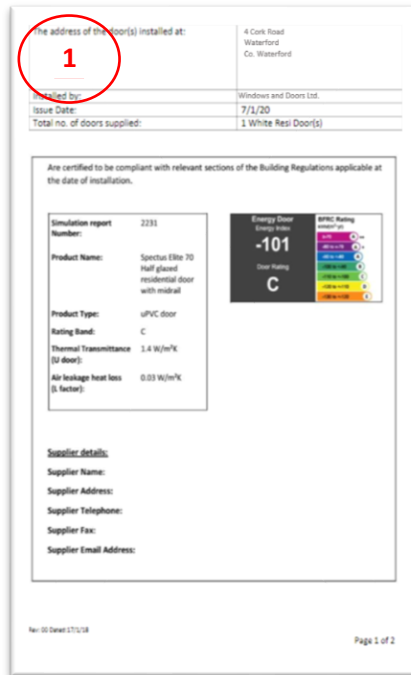 The address of the door(s) installed at:
4 Cork Road
Waterford
Co. Waterford
1
Installed by:
Windows and Doors Ltd.
Issue Date:
7/1/20
Total no. of doors supplied:
1 White Resi Door(s)
Are certified to be compliant with relevant sections of the Building Regulations applicable at
the date of installation.
Simulation report
Number:
2231
Product Name:
Spectus Elite 70
Half glazed
residential door
with midrail
Product Type:
uPVC door
Rating Band:
C
Thermal Transmittance
(U door):
1.4 W/m²K
Air leakage heat loss
(L factor):
0.03 W/m²K
Energy Door
Energy Index
-101
Door Rating
C
BFRC Rating
Supplier details:
Supplier Name:
Supplier Address:
Supplier Telephone:
Supplier Fax:
Supplier Email Address:
Rev: 00 Dated:17/1/18
Page 1 of 2